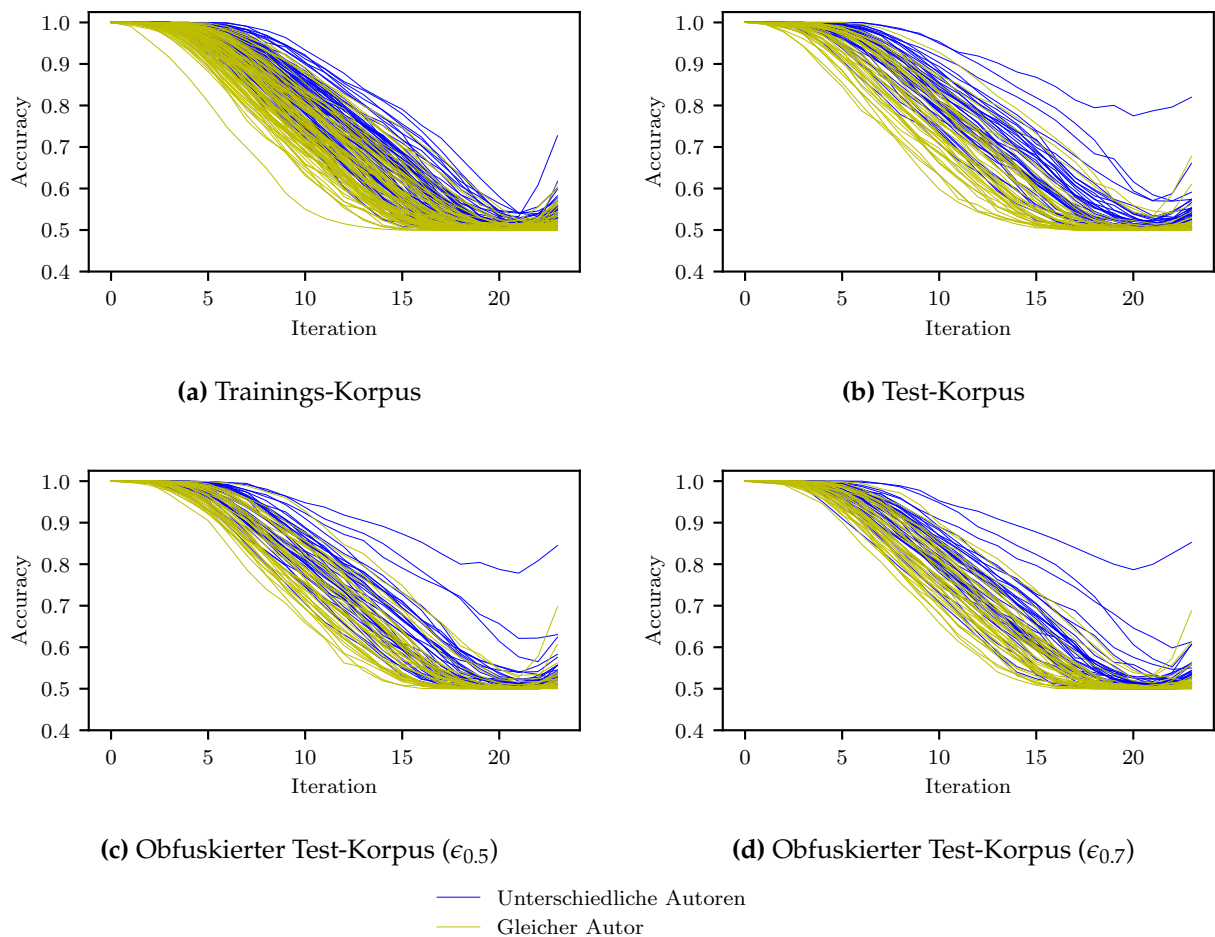 1.0
0.9
0.8
0.7
0.6
0.5
0.4
Accuracy
0 5 10 15 20
Iteration
(a) Trainings-Korpus
1.0
0.9
0.8
0.7
0.6
0.5
0.4
Accuracy
0 5 10 15 20
Iteration
(b) Test-Korpus
1.0
0.9
0.8
0.7
0.6
0.5
0.4
Accuracy
0 5 10 15 20
Iteration
(c) Obfuskierter Test-Korpus (ϵ0.5)
1.0
0.9
0.8
0.7
0.6
0.5
0.4
Accuracy
0 5 10 15 20
Iteration
(d) Obfuskierter Test-Korpus (ϵ0.7)
Unterschiedliche Autoren
Gleicher Autor